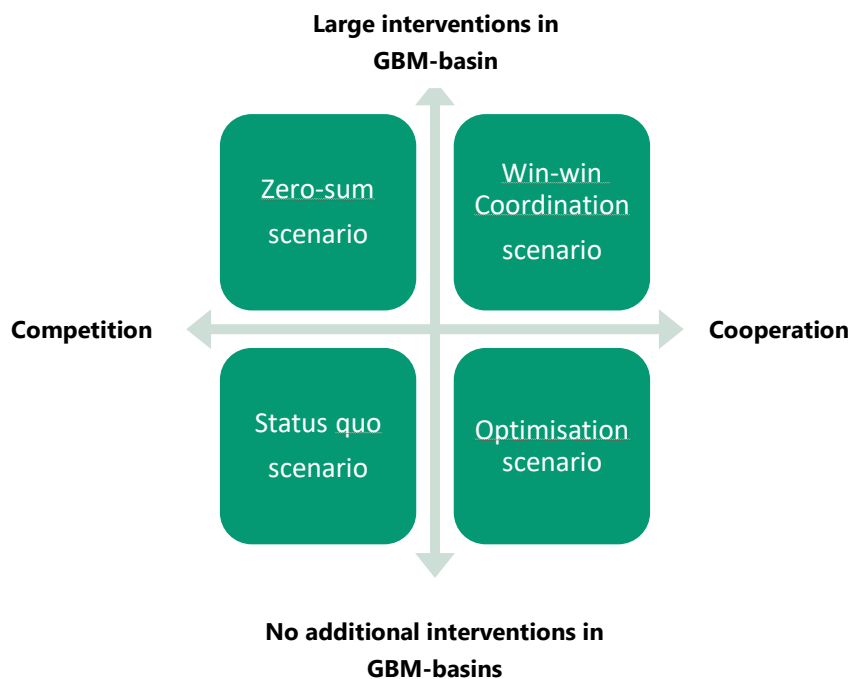 Large interventions in
GBM-basin
Zero-sum
scenario
Win-win
Coordination
scenario
Competition
Cooperation
Status quo
scenario
Optimisation
scenario
No additional interventions in
GBM-basins